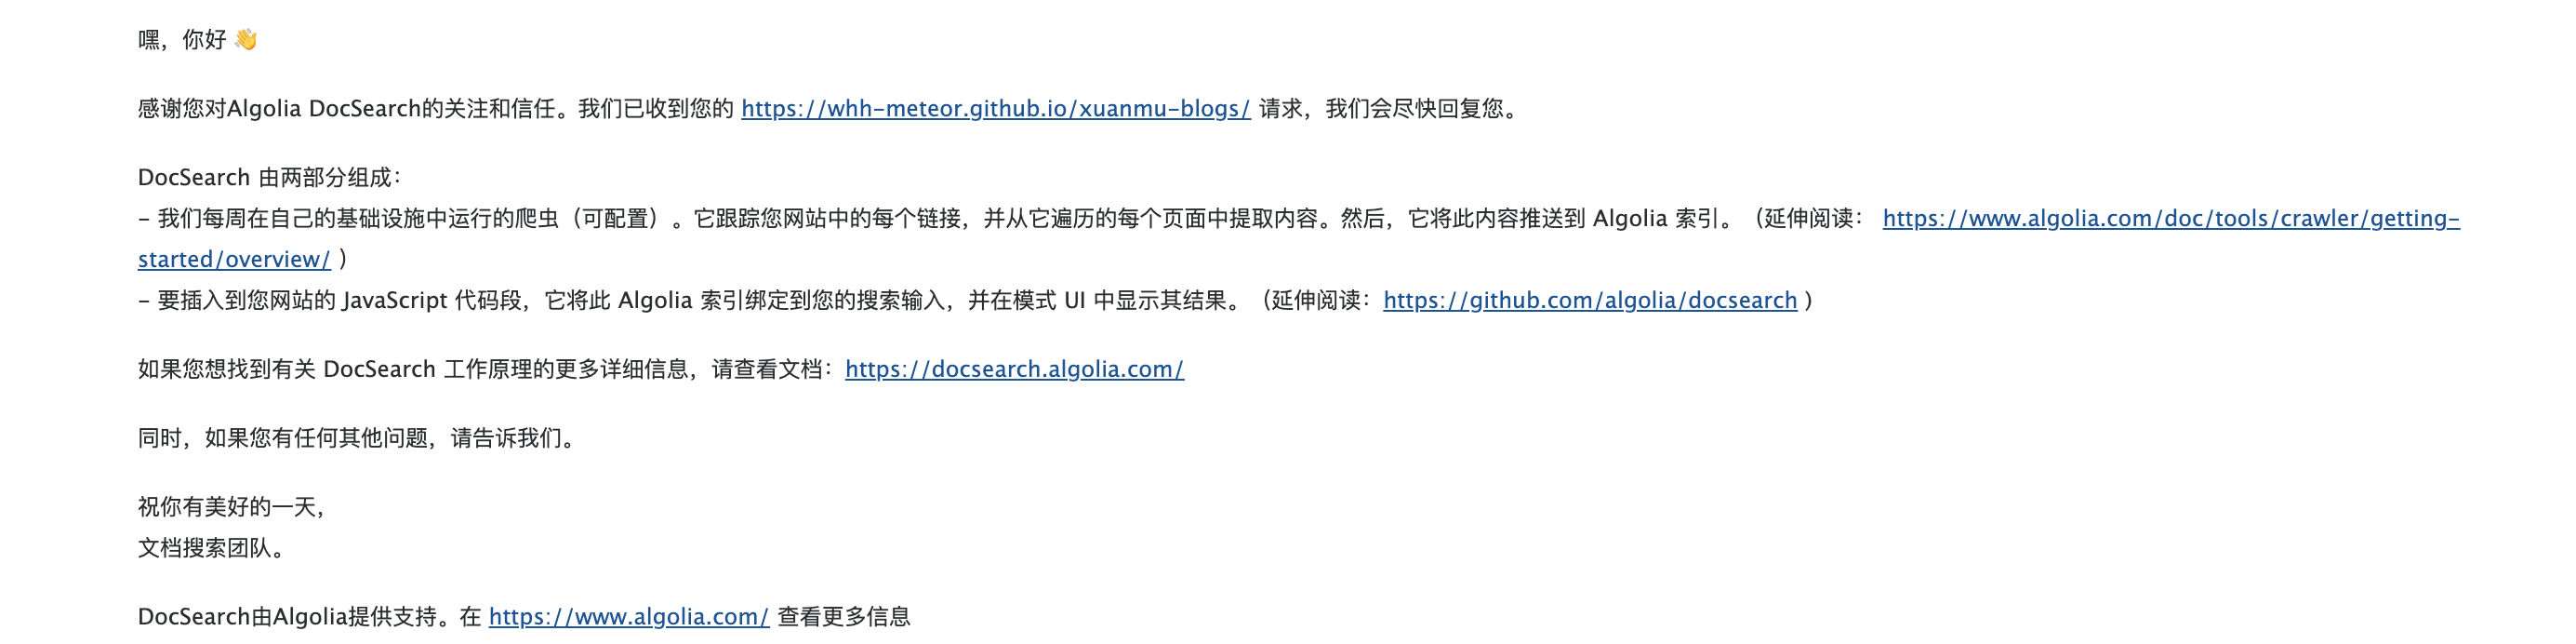 嘿，你好 👋
感谢您对Algolia DocSearch的关注和信任。我们已收到您的 https://whh-meteor.github.io/xuanmu-blogs/ 请求，我们会尽快回复您。
DocSearch 由两部分组成：
- 我们每周在自己的基础设施中运行的爬虫（可配置）。它跟踪您网站中的每个链接，并从它遍历的每个页面中提取内容。然后，它将此内容推送到 Algolia 索引。（延伸阅读： https://www.algolia.com/doc/tools/crawler/getting-
started/overview/ ）
- 要插入到您网站的 JavaScript 代码段，它将此 Algolia 索引绑定到您的搜索输入，并在模式 UI 中显示其结果。（延伸阅读：https://github.com/algolia/docsearch ）
如果您想找到有关 DocSearch 工作原理的更多详细信息，请查看文档：https://docsearch.algolia.com/
同时，如果您有任何其他问题，请告诉我们。
祝你有美好的一天，
文档搜索团队。
DocSearch由Algolia提供支持。在 https://www.algolia.com/ 查看更多信息